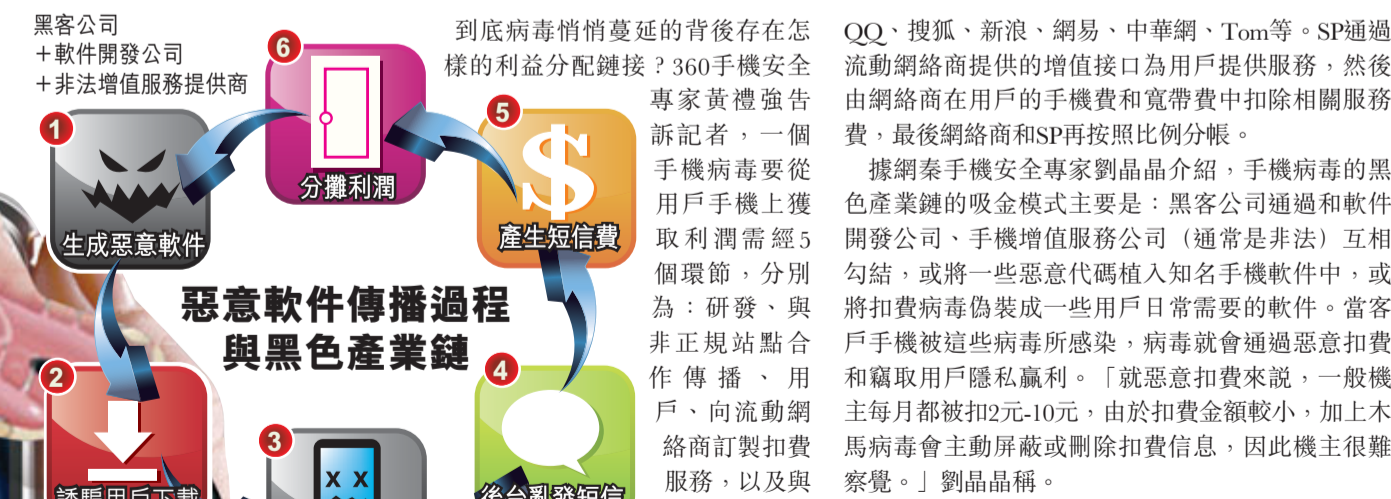 黑客公司
＋軟件開發公司
＋非法增值服務提供商
1
生成惡意軟件
6
分攤利潤
5
$
產生短信費
惡意軟件傳播過程
與黑色產業鏈
2
誘騙用戶下載
3
X X
4
後台亂發短信
到底病毒悄悄蔓延的背後存在怎
樣的利益分配鏈接？360手機安全
專家黃禮強告
訴記者，一個
手機病毒要從
用戶手機上獲
取利潤需經5
個環節，分別
為：研發、與
非正規站點合
作傳播、用
戶、向流動網
絡商訂製扣費
服務，以及與
QQ、搜狐、新浪、網易、中華網、Tom等。SP通過
流動網絡商提供的增值接口為用戶提供服務，然後
由網絡商在用戶的手機費和寬帶費中扣除相關服務
費，最後網絡商和SP再按照比例分帳。
據網秦手機安全專家劉晶晶介紹，手機病毒的黑
色產業鏈的吸金模式主要是：黑客公司通過和軟件
開發公司、手機增值服務公司（通常是非法）互相
勾結，或將一些惡意代碼植入知名手機軟件中，或
將扣費病毒偽裝成一些用戶日常需要的軟件。當客
戶手機被這些病毒所感染，病毒就會通過惡意扣費
和竊取用戶隱私贏利。「就惡意扣費來說，一般機
主每月都被扣2元-10元，由於扣費金額較小，加上木
馬病毒會主動屏蔽或刪除扣費信息，因此機主很難
察覺。」劉晶晶稱。